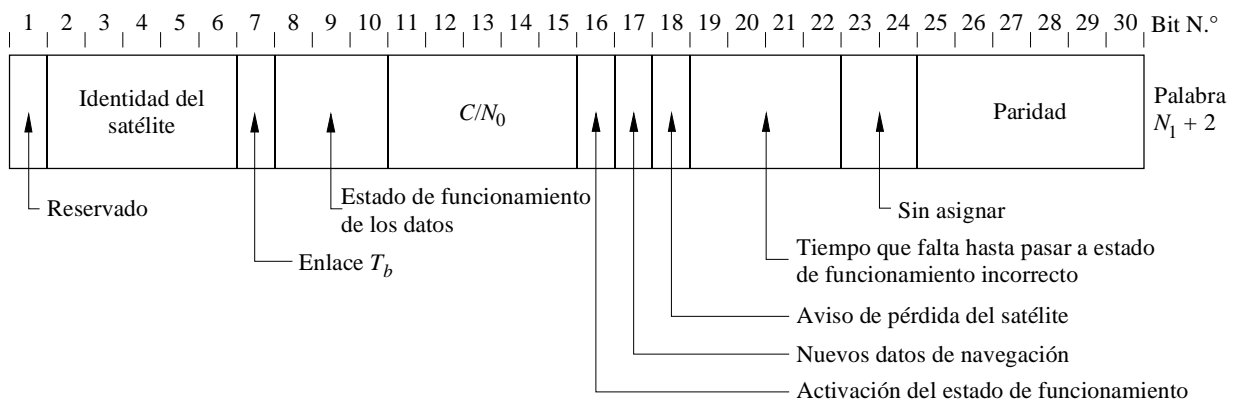 1 2 3 4 5 6 7 8 9 10 11 12 13 14 15 16 17 18 19 20 21 22 23 24 25 26 27 28 29 30 Bit N.°
Identidad del
satélite
C/N0
Paridad
Palabra
N1 + 2
Reservado
Estado de funcionamiento
de los datos
Enlace Tb
Sin asignar
Tiempo que falta hasta pasar a estado
de funcionamiento incorrecto
Aviso de pérdida del satélite
Nuevos datos de navegación
Activación del estado de funcionamiento